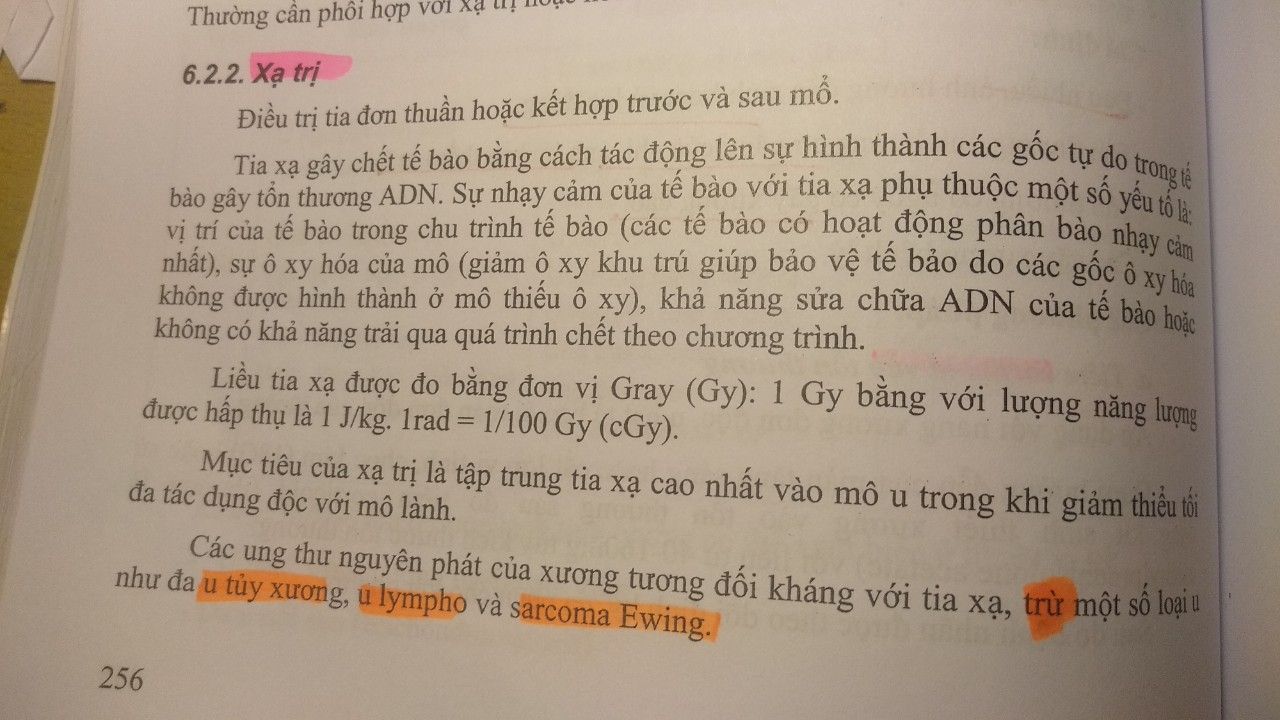 Thường cần phối hợp với xạ trị hoặc
6.2.2. Xạ trị
Điều trị tia đơn thuần hoặc kết hợp trước và sau mổ.
Tia xạ gây chết tế bào bằng cách tác động lên sự hình thành các gốc tự do trong tế
bào gây tổn thương ADN. Sự nhạy cảm của tế bào với tia xạ phụ thuộc một số yếu tố là:
vị trí của tế bào trong chu trình tế bào (các tế bào có hoạt động phân bào nhạy cảm
nhất), sự ô xy hóa của mô (giảm ô xy khu trú giúp bảo vệ tế bảo do các gốc ô xy hóa
không được hình thành ở mô thiếu ô xy), khả năng sửa chữa ADN của tế bào hoặc
không có khả năng trải qua quá trình chết theo chương trình.
Liều tia xạ được đo bằng đơn vị Gray (Gy): 1 Gy bằng với lượng năng lượng
được hấp thụ là 1 J/kg. 1rad = 1/100 Gy (cGy).
Mục tiêu của xạ trị là tập trung tia xạ cao nhất vào mô u trong khi giảm thiểu tối
đa tác dụng độc với mô lành.
Các ung thư nguyên phát của xương tương đối kháng với tia xạ, trừ một số loại u
như đa u tủy xương, u lympho và sarcoma Ewing.
256